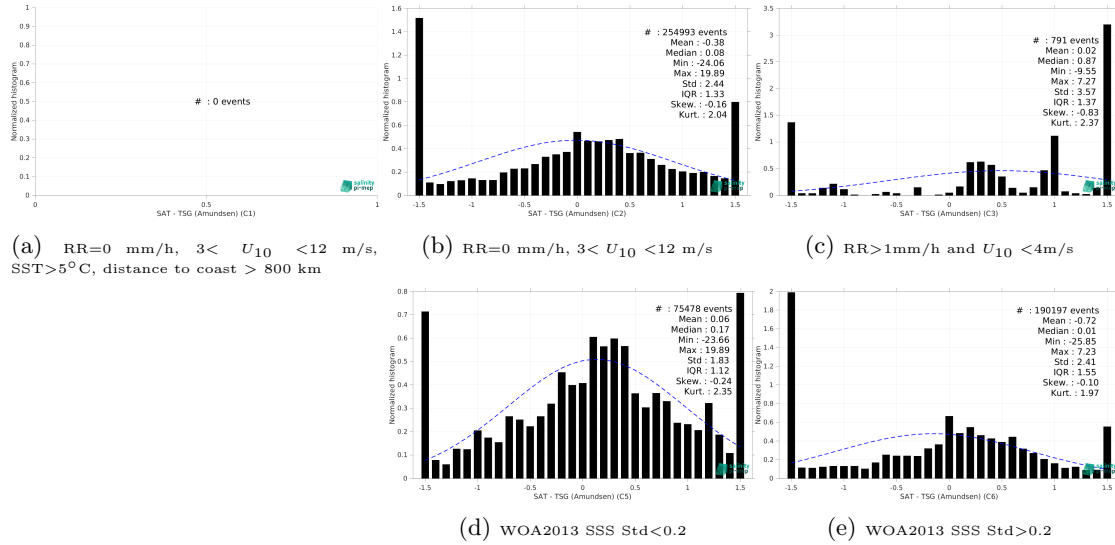 1
0.9
0.8
0.7
0.6
0.5
0.4
0.3
0.2
0.1
0
Normalized histogram
# : 0 events
0 0.5 1
SAT - TSG (Amundsen) (C1)
salinity
pi-mep
(a) RR=0 mm/h, 3< U10 <12 m/s,
SST>5°C, distance to coast > 800 km
1.6
1.4
1.2
1
0.8
0.6
0.4
0.2
0
Normalized histogram
# : 254993 events
Mean : -0.38
Median : 0.08
Min : -24.06
Max : 19.89
Std : 2.44
IQR : 1.33
Skew. : -0.16
Kurt. : 2.04
-1.5 -1 -0.5 0 0.5 1 1.5
SAT - TSG (Amundsen) (C2)
salinity
pi-mep
(b) RR=0 mm/h, 3< U10 <12 m/s
3.5
3
2.5
2
1.5
1
0.5
0
Normalized histogram
# : 791 events
Mean : 0.02
Median : 0.87
Min : -9.55
Max : 7.27
Std : 3.57
IQR : 1.37
Skew. : -0.83
Kurt. : 2.37
-1.5 -1 -0.5 0 0.5 1 1.5
SAT - TSG (Amundsen) (C3)
salinity
pi-mep
(c) RR>1mm/h and U10 <4m/s
0.8
0.7
0.6
0.5
0.4
0.3
0.2
0.1
0
Normalized histogram
# : 75478 events
Mean : 0.06
Median : 0.17
Min : -23.66
Max : 19.89
Std : 1.83
IQR : 1.12
Skew. : -0.24
Kurt. : 2.35
-1.5 -1 -0.5 0 0.5 1 1.5
SAT - TSG (Amundsen) (C5)
salinity
pi-mep
(d) WOA2013 SSS Std<0.2
2
1.8
1.6
1.4
1.2
1
0.8
0.6
0.4
0.2
0
Normalized histogram
# : 190197 events
Mean : -0.72
Median : 0.01
Min : -25.85
Max : 7.23
Std : 2.41
IQR : 1.55
Skew. : -0.10
Kurt. : 1.97
-1.5 -1 -0.5 0 0.5 1 1.5
SAT - TSG (Amundsen) (C6)
salinity
pi-mep
(e) WOA2013 SSS Std>0.2